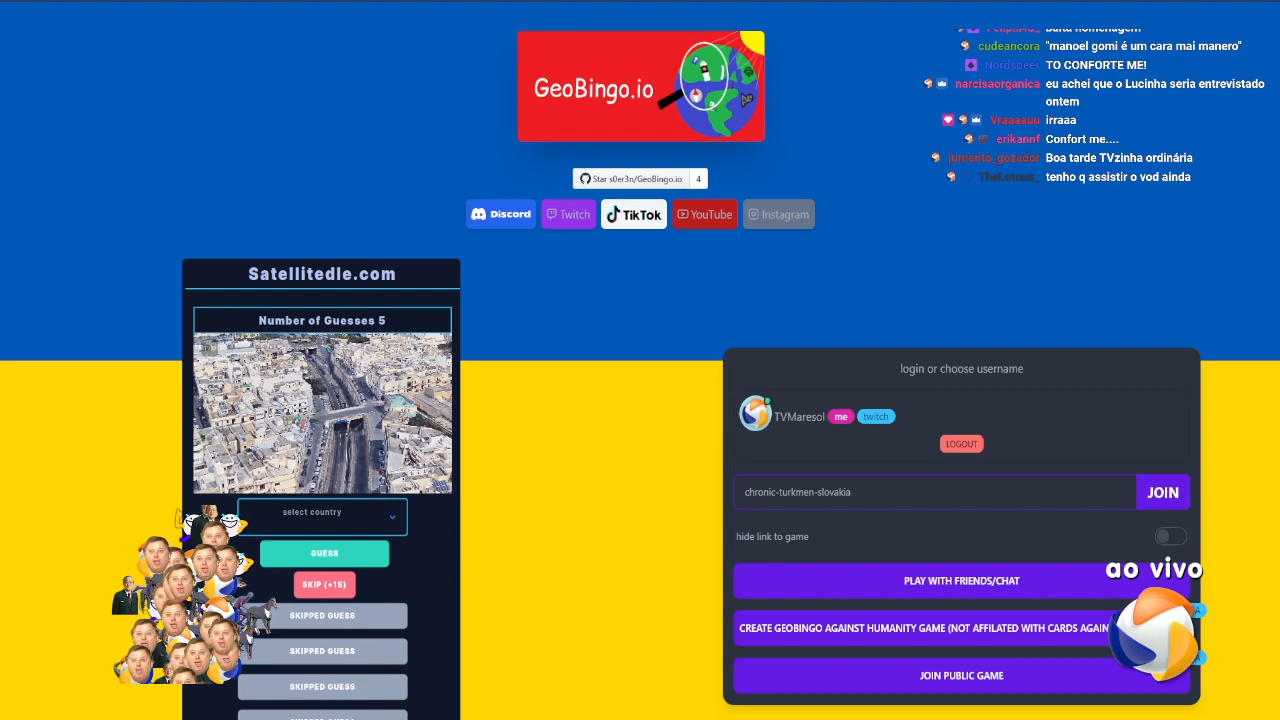 GeoBingo.io
Star s0er3n/GeoBingo.io 4
Discord Twitch TikTok YouTube Instagram
cudeancora "manoel gomi é um cara mai manero"
Nordspeer TO CONFORTE ME!
narcisaorganica eu achei que o Lucinha seria entrevistado
ontem
Vraaaauu irraaa
erikannf Confort me....
jumento_gozador Boa tarde TVzinha ordinária
tenho q assistir o vod ainda
Satellitedle.com
Number of Guesses 5
select country
GUESS
SKIP (+1S)
SKIPPED GUESS
SKIPPED GUESS
SKIPPED GUESS
login or choose username
TVMaresol me twitch
LOGOUT
chronic-turkmen-slovakia JOIN
hide link to game
ao vivo
PLAY WITH FRIENDS/CHAT
CREATE GEOBINGO AGAINST HUMANITY GAME (NOT AFFILATED WITH CARDS AGAIN
JOIN PUBLIC GAME